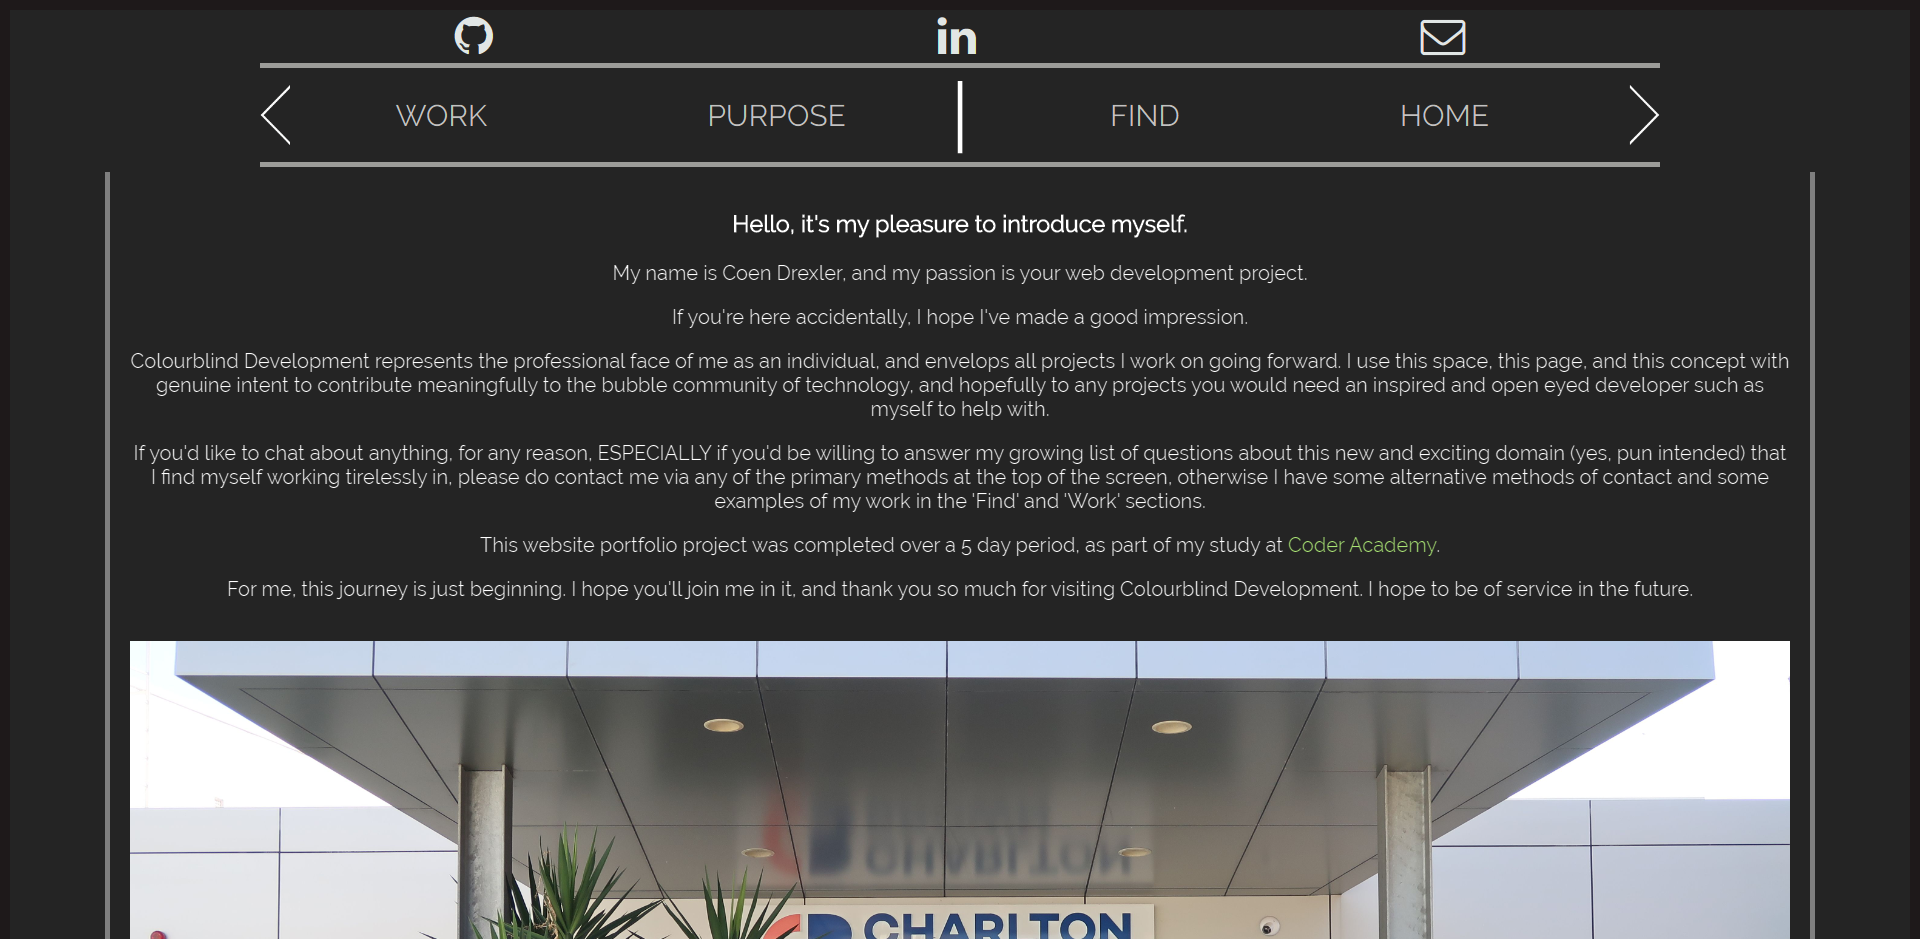 in
WORK PURPOSE FIND HOME
Hello, it's my pleasure to introduce myself.
My name is Coen Drexler, and my passion is your web development project.
If you're here accidentally, I hope I've made a good impression.
Colourblind Development represents the professional face of me as an individual, and envelops all projects I work on going forward. I use this space, this page, and this concept with
genuine intent to contribute meaningfully to the bubble community of technology, and hopefully to any projects you would need an inspired and open eyed developer such as
myself to help with.
If you'd like to chat about anything, for any reason, ESPECIALLY if you'd be willing to answer my growing list of questions about this new and exciting domain (yes, pun intended) that
I find myself working tirelessly in, please do contact me via any of the primary methods at the top of the screen, otherwise I have some alternative methods of contact and some
examples of my work in the 'Find' and 'Work' sections.
This website portfolio project was completed over a 5 day period, as part of my study at Coder Academy.
For me, this journey is just beginning. I hope you'll join me in it, and thank you so much for visiting Colourblind Development. I hope to be of service in the future.
CHARLTON